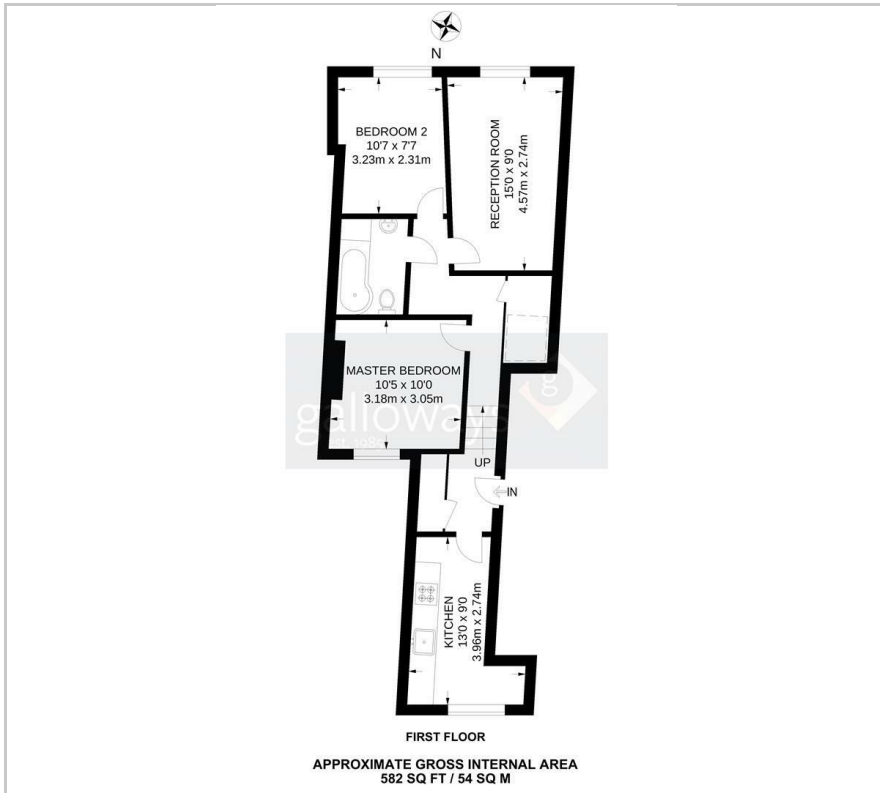 N
BEDROOM 2
10'7 x 7'7
3.23m x 2.31m
RECEPTION ROOM
15'0 x 9'0
4.57m x 2.74m
MASTER BEDROOM
10'5 x 10'0
3.18m x 3.05m
g
galloways
est. 1985
UP
IN
KITCHEN
13'0 x 9'0
3.96m x 2.74m
FIRST FLOOR
APPROXIMATE GROSS INTERNAL AREA
582 SQ FT / 54 SQ M